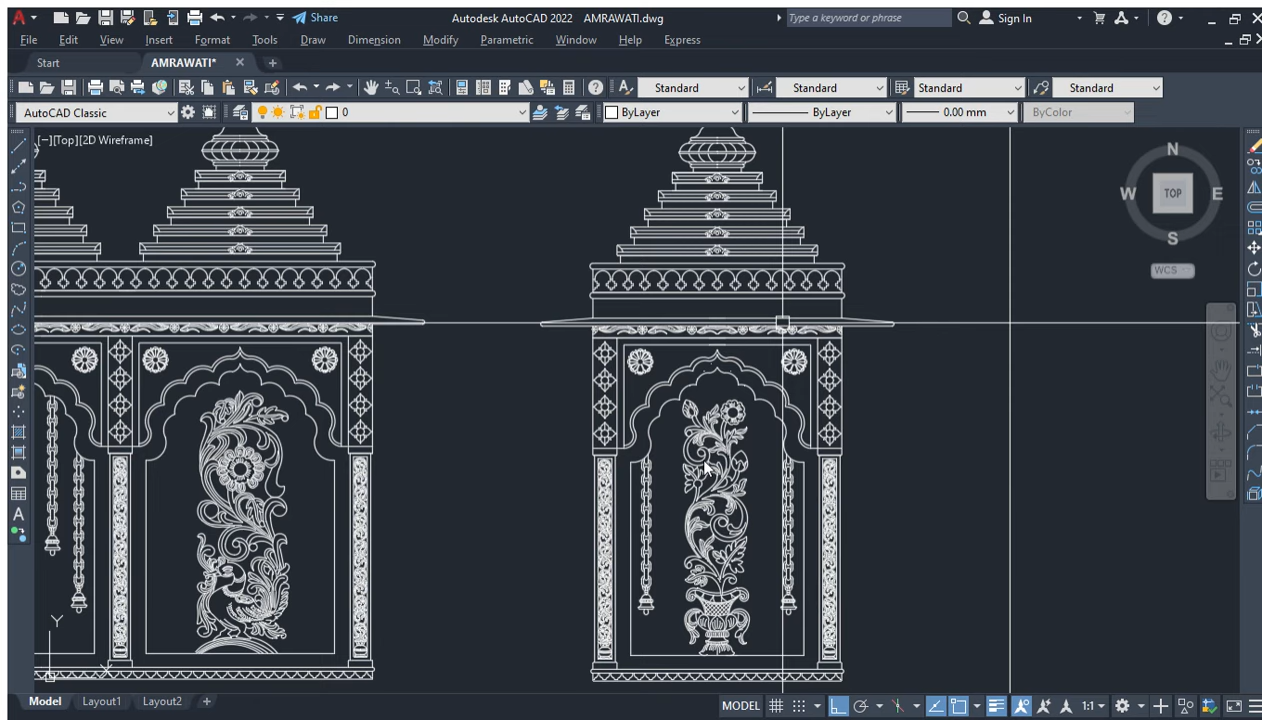 A Share Autodesk AutoCAD 2022 AMRAWATI.dwg Type a keyword or phrase Sign In
File Edit View Insert Format Tools Draw Dimension Modify Parametric Window Help Express
Start AMRAWATI*
A Standard Standard Standard Standard
AutoCAD Classic 0 ByLayer ByLayer 0.00 mm ByColor
[−][Top][2D Wireframe]
N
W TOP E
S
WCS
A
Y
X
Model Layout1 Layout2 MODEL 1:1